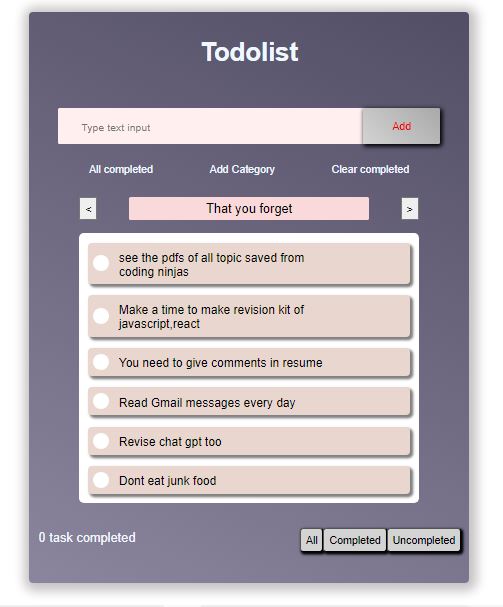 Todolist
Type text input
Add
All completed
Add Category
Clear completed
<
That you forget
>
see the pdfs of all topic saved from
coding ninjas
Make a time to make revision kit of
javascript,react
You need to give comments in resume
Read Gmail messages every day
Revise chat gpt too
Dont eat junk food
0 task completed
All
Completed
Uncompleted